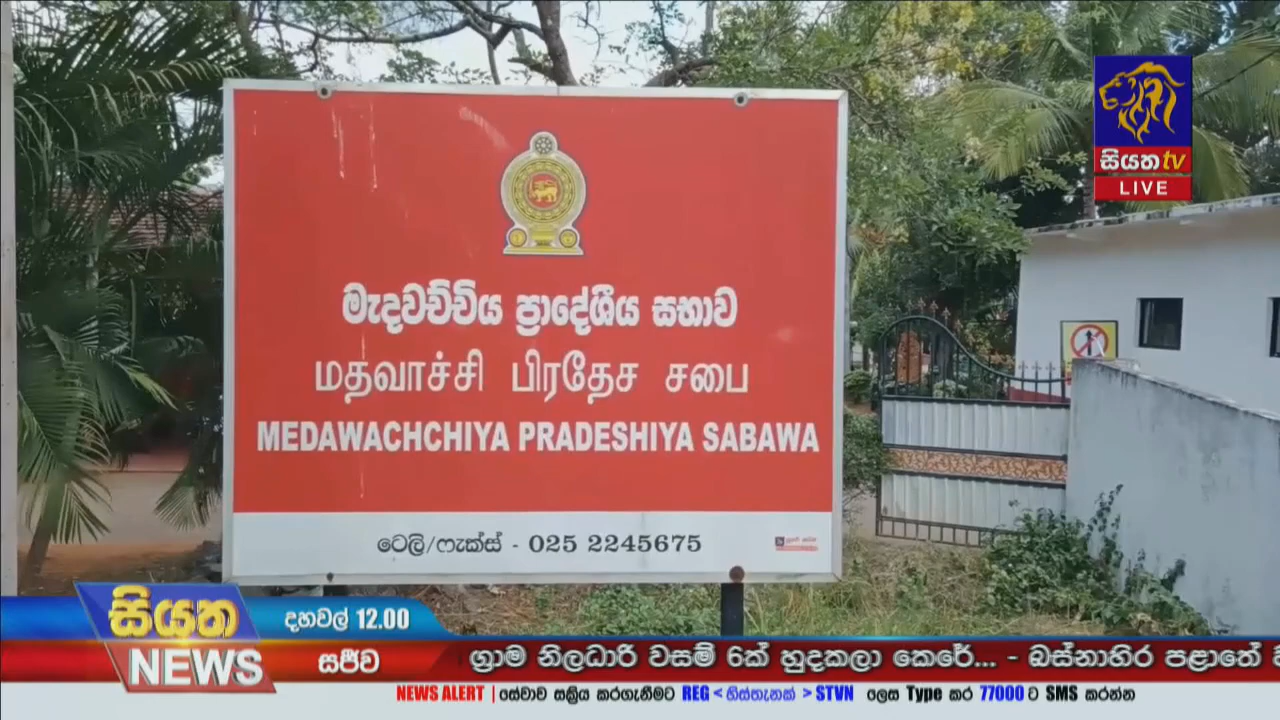 සියත tv
LIVE
මැදවච්චිය ප්‍රාදේශීය සභාව
மதவாச்சி பிரதேச சபை
MEDAWACHCHIYA PRADESHIYA SABAWA
ටෙලි/ෆැක්ස් - 025 2245675
සියත
NEWS
දහවල් 12.00
සජීව
ග්‍රාම නිලධාරි වසම් 6ක් හුදකලා කෙරේ... - බස්නාහිර පළාතේ
NEWS ALERT | සේවාව සක්‍රිය කරගැනීමට REG < හිස්තැනක් > STVN ලෙස Type කර 77000 ට SMS කරන්න